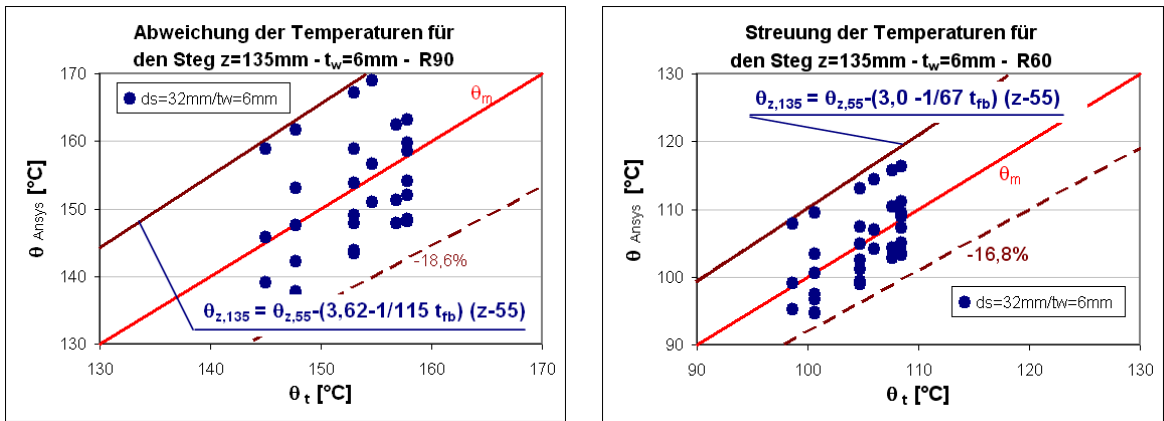 Abweichung der Temperaturen für
den Steg z=135mm - tw=6mm - R90
170
160
150
140
130
θ Ansys [°C]
ds=32mm/tw=6mm
θm
-18,6%
θz,135 = θz,55-(3,62-1/115 tfb) (z-55)
130
140
150
160
170
θ t [°C]
Streuung der Temperaturen für
den Steg z=135mm - tw=6mm - R60
130
120
110
100
90
θ Ansys [°C]
θz,135 = θz,55-(3,0 -1/67 tfb) (z-55)
θm
-16,8%
ds=32mm/tw=6mm
90
100
110
120
130
θt [°C]